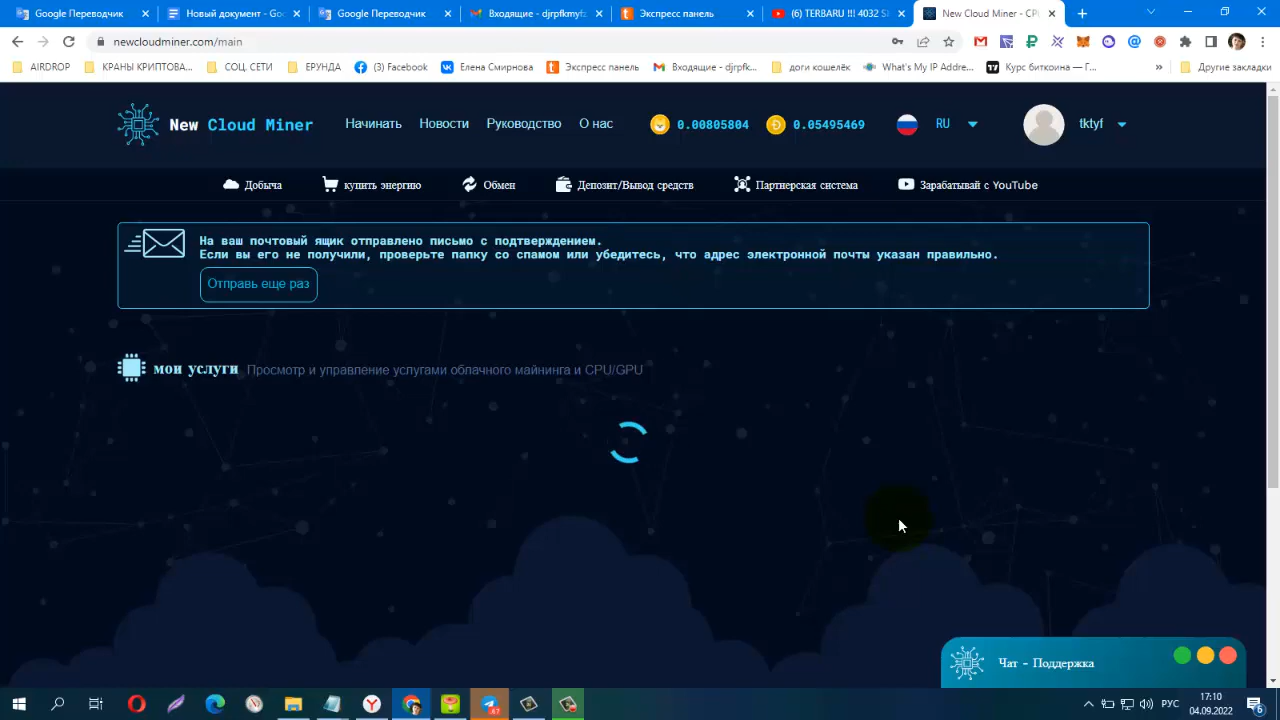 Google Переводчик
Новый документ - Goo
Google Переводчик
Входящие - djrpfkmyfz
Экспресс панель
(6) TERBARU !!! 4032 S
New Cloud Miner - CP
newcloudminer.com/main
AIRDROP
КРАНЫ КРИПТОВА...
СОЦ. СЕТИ
ЕРУНДА
(3) Facebook
Елена Смирнова
Экспресс панель
Входящие - djrpfk...
доги кошелёк
What's My IP Addre...
Курс биткоина — Г...
»
Другие закладки
New Cloud Miner
Начинать
Новости
Руководство
О нас
0.00805804
0.05495469
RU
tktyf
Добыча
купить энергию
Обмен
Депозит/Вывод средств
Партнерская система
Зарабатывай с YouTube
На ваш почтовый ящик отправлено письмо с подтверждением.
Если вы его не получили, проверьте папку со спамом или убедитесь, что адрес электронной почты указан правильно.
Отправь еще раз
мои услуги Просмотр и управление услугами облачного майнинга и CPU/GPU
Чат - Поддержка
РУС
17:10
04.09.2022
6